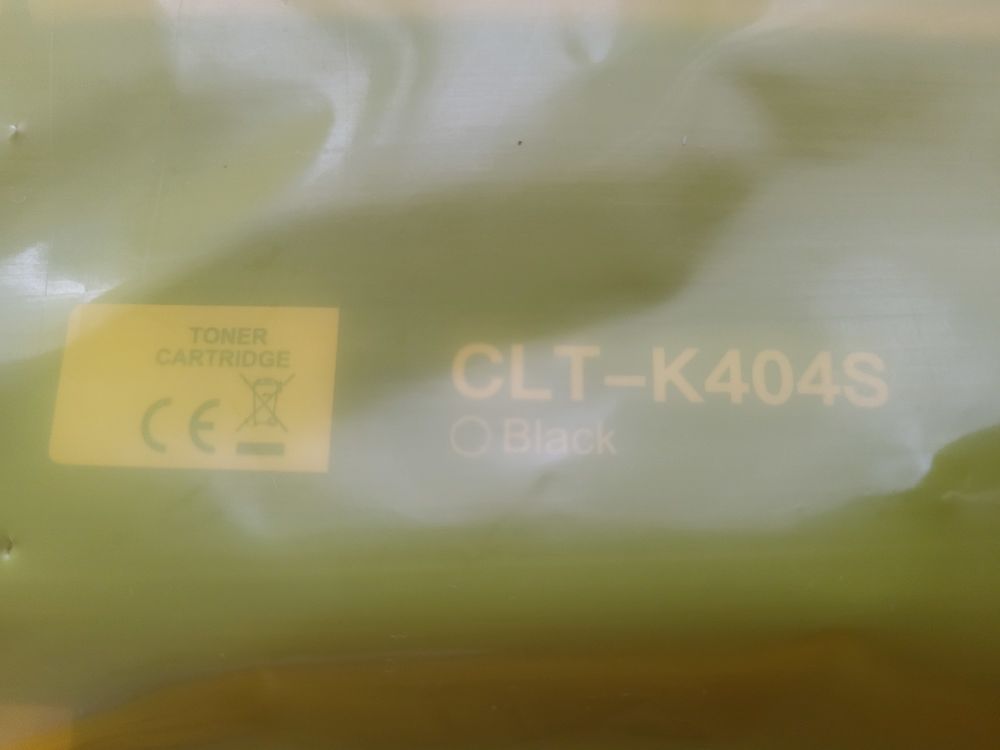 TONER
CARTRIDGE
CE
CLT-K404S
Black